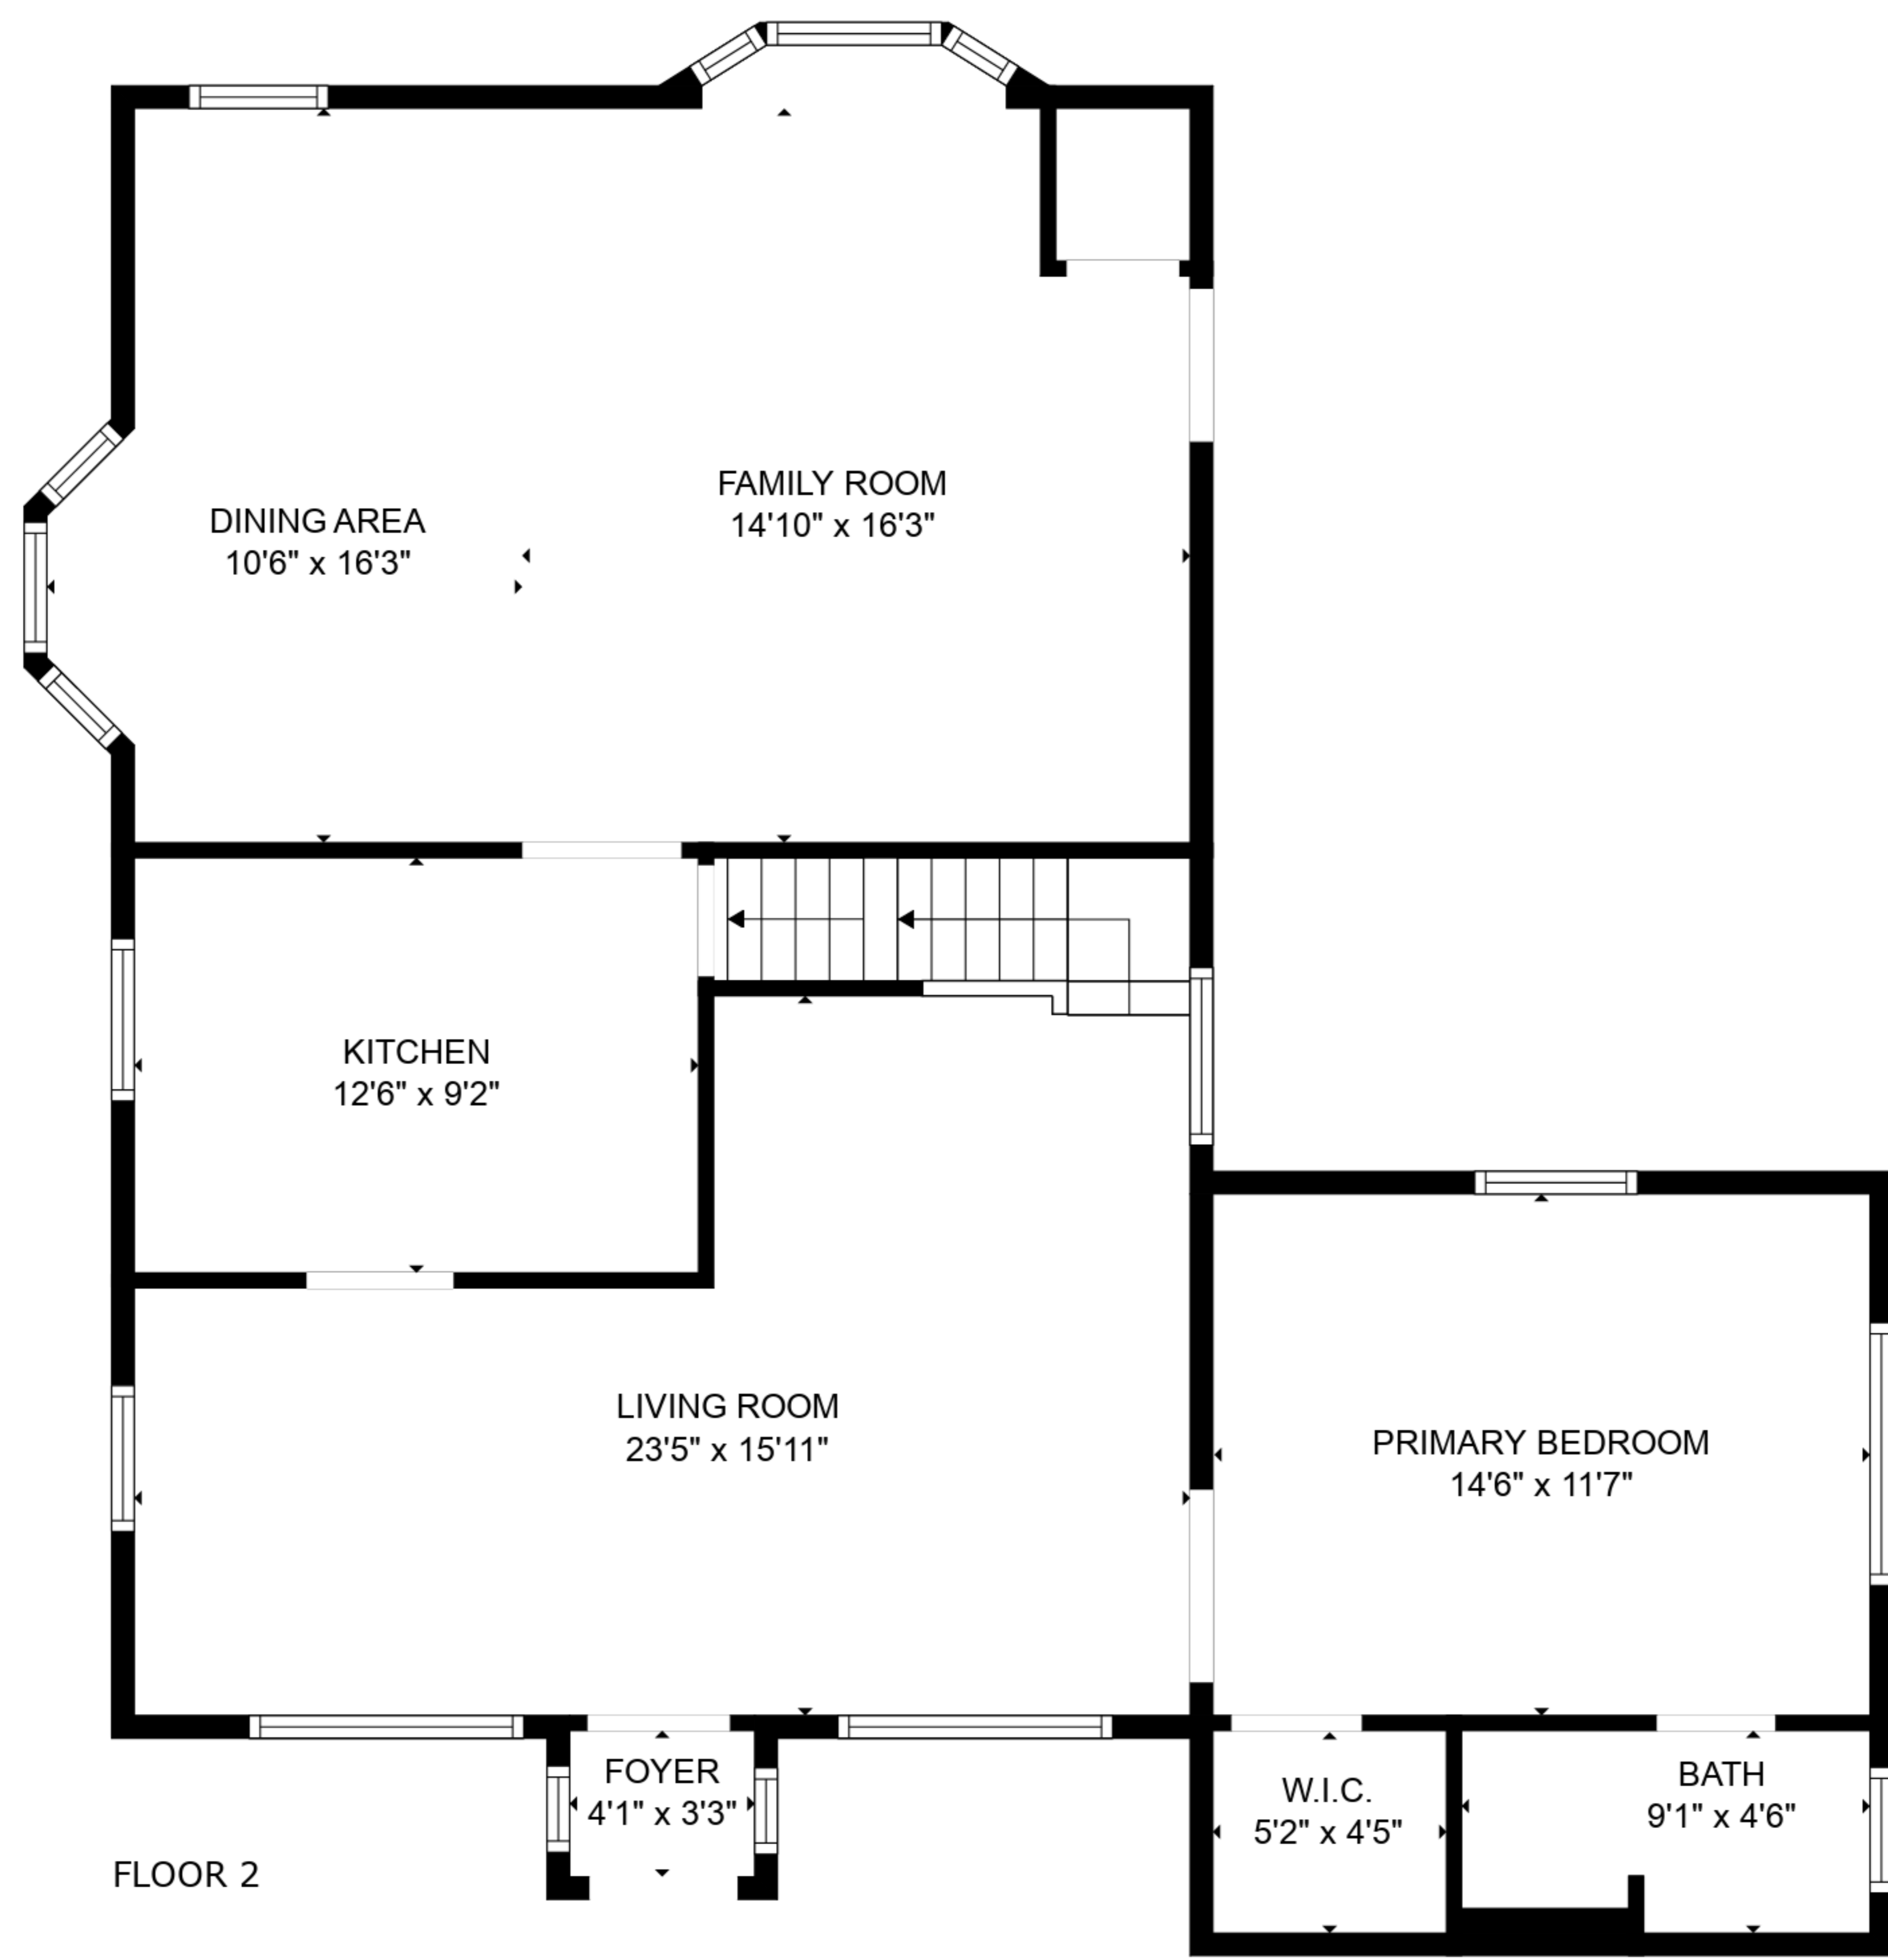 FAMILY ROOM
14'10" x 16'3"
DINING AREA
10'6" x 16'3"
KITCHEN
12'6" x 9'2"
LIVING ROOM
23'5" x 15'11"
PRIMARY BEDROOM
14'6" x 11'7"
FOYER
4'1" x 3'3"
W.I.C.
5'2" x 4'5"
BATH
9'1" x 4'6"
FLOOR 2